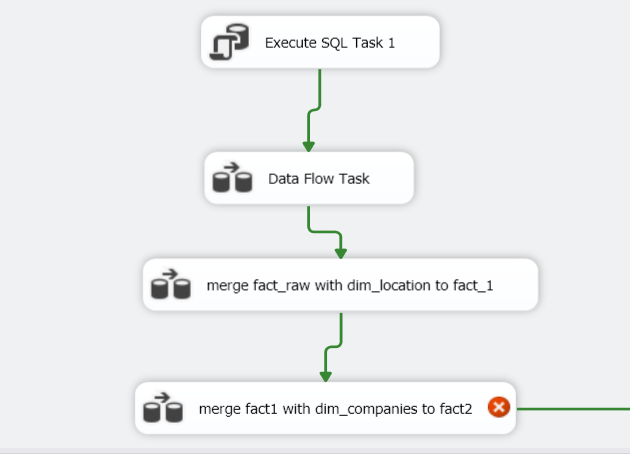 Execute SQL Task 1
Data Flow Task
merge fact_raw with dim_location to fact_1
merge fact1 with dim_companies to fact2